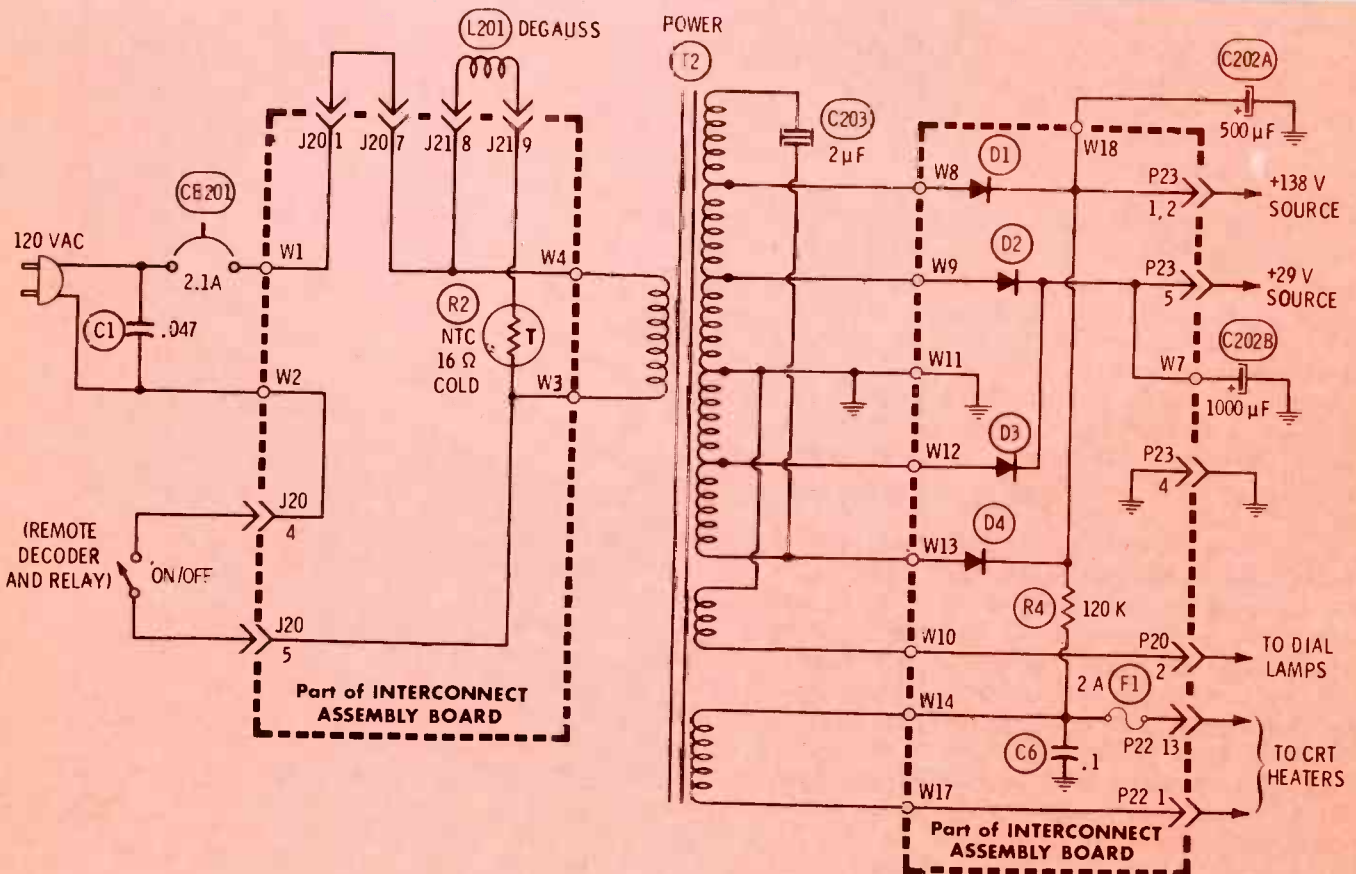 L201 DEGAUSS
POWER
T2
C202A
500 µF
C203
2 µF
J20 1
J20 7
J21 8
J21 9
W18
W8
D1
P23
1, 2
+138 V
SOURCE
CB201
120 VAC
2.1A
W1
W4
W9
D2
P23
5
+29 V
SOURCE
C1
.047
R2
NTC
16 Ω
COLD
T
W2
W3
W11
W7
C202B
1000 µF
W12
D3
P23
4
J20
4
(REMOTE
DECODER
AND RELAY)
ON/OFF
W13
D4
R4
120 K
J20
5
W10
P20
2
TO DIAL
LAMPS
Part of INTERCONNECT
ASSEMBLY BOARD
W14
2 A
F1
P22 13
C6
.1
TO CRT
HEATERS
W17
P22 1
Part of INTERCONNECT
ASSEMBLY BOARD